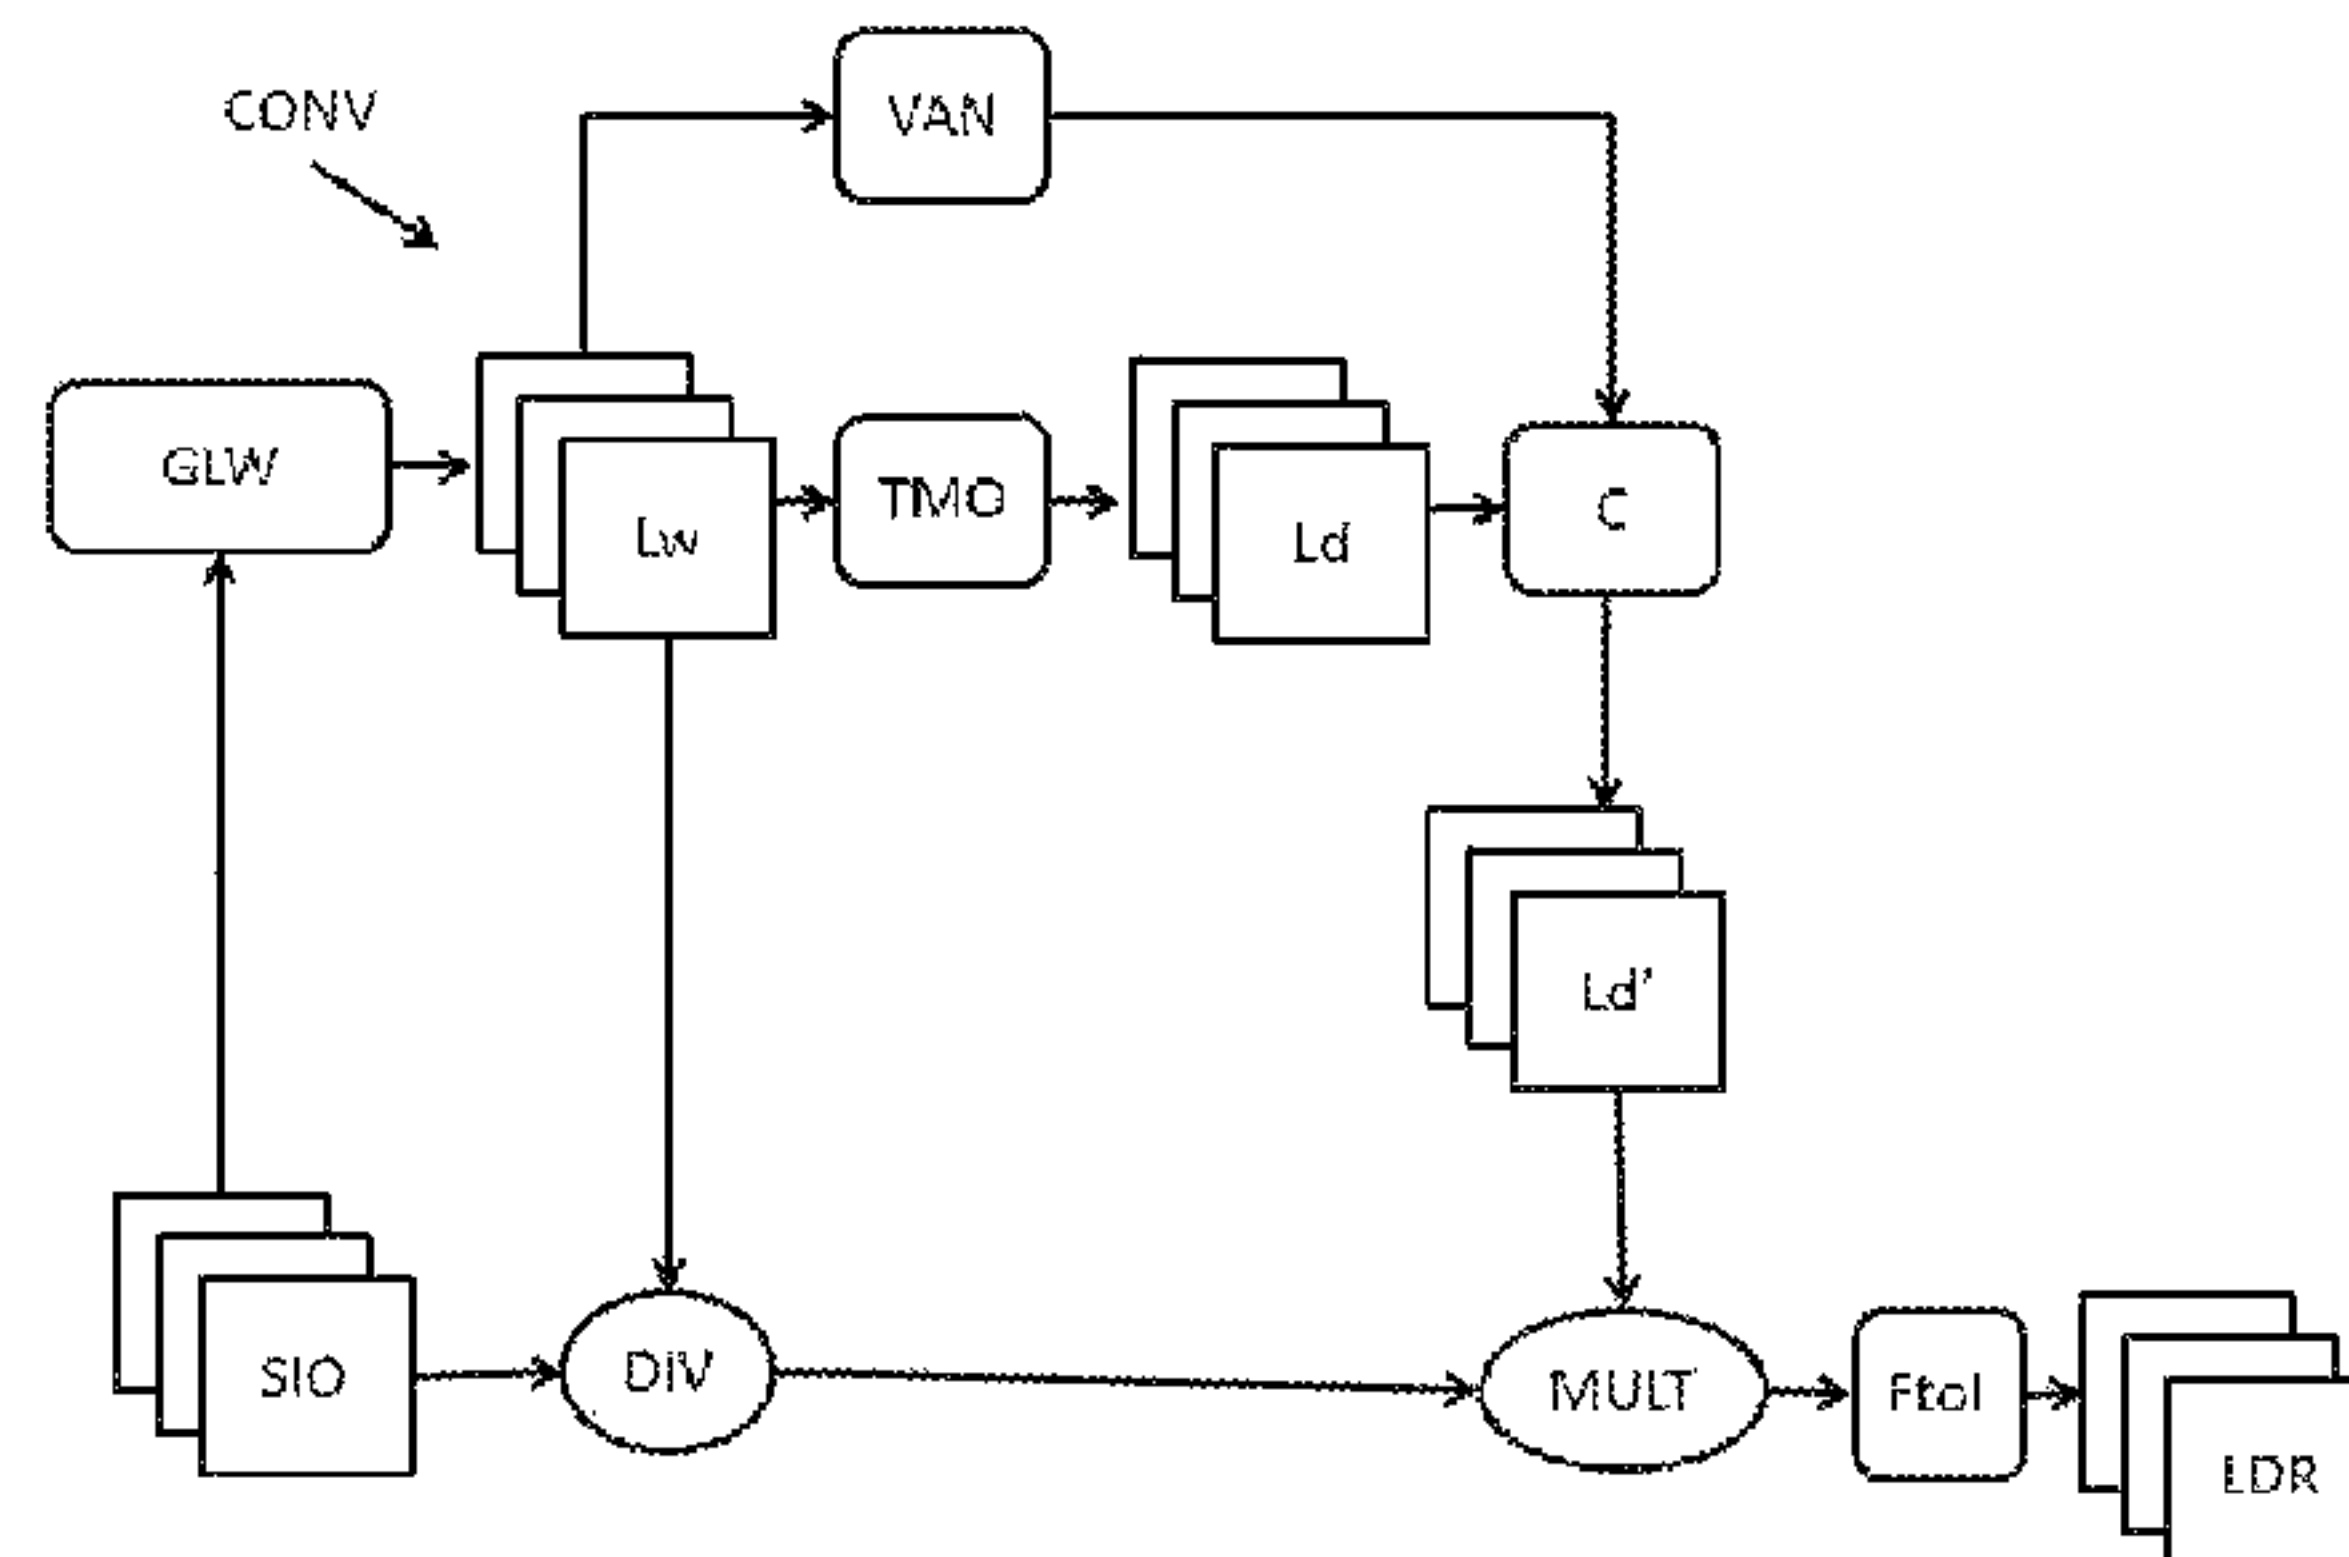 CONV
VAN
GLW
Lw
TMO
Ld
C
Ld'
SIO
DIV
MULT
FtoI
LDR